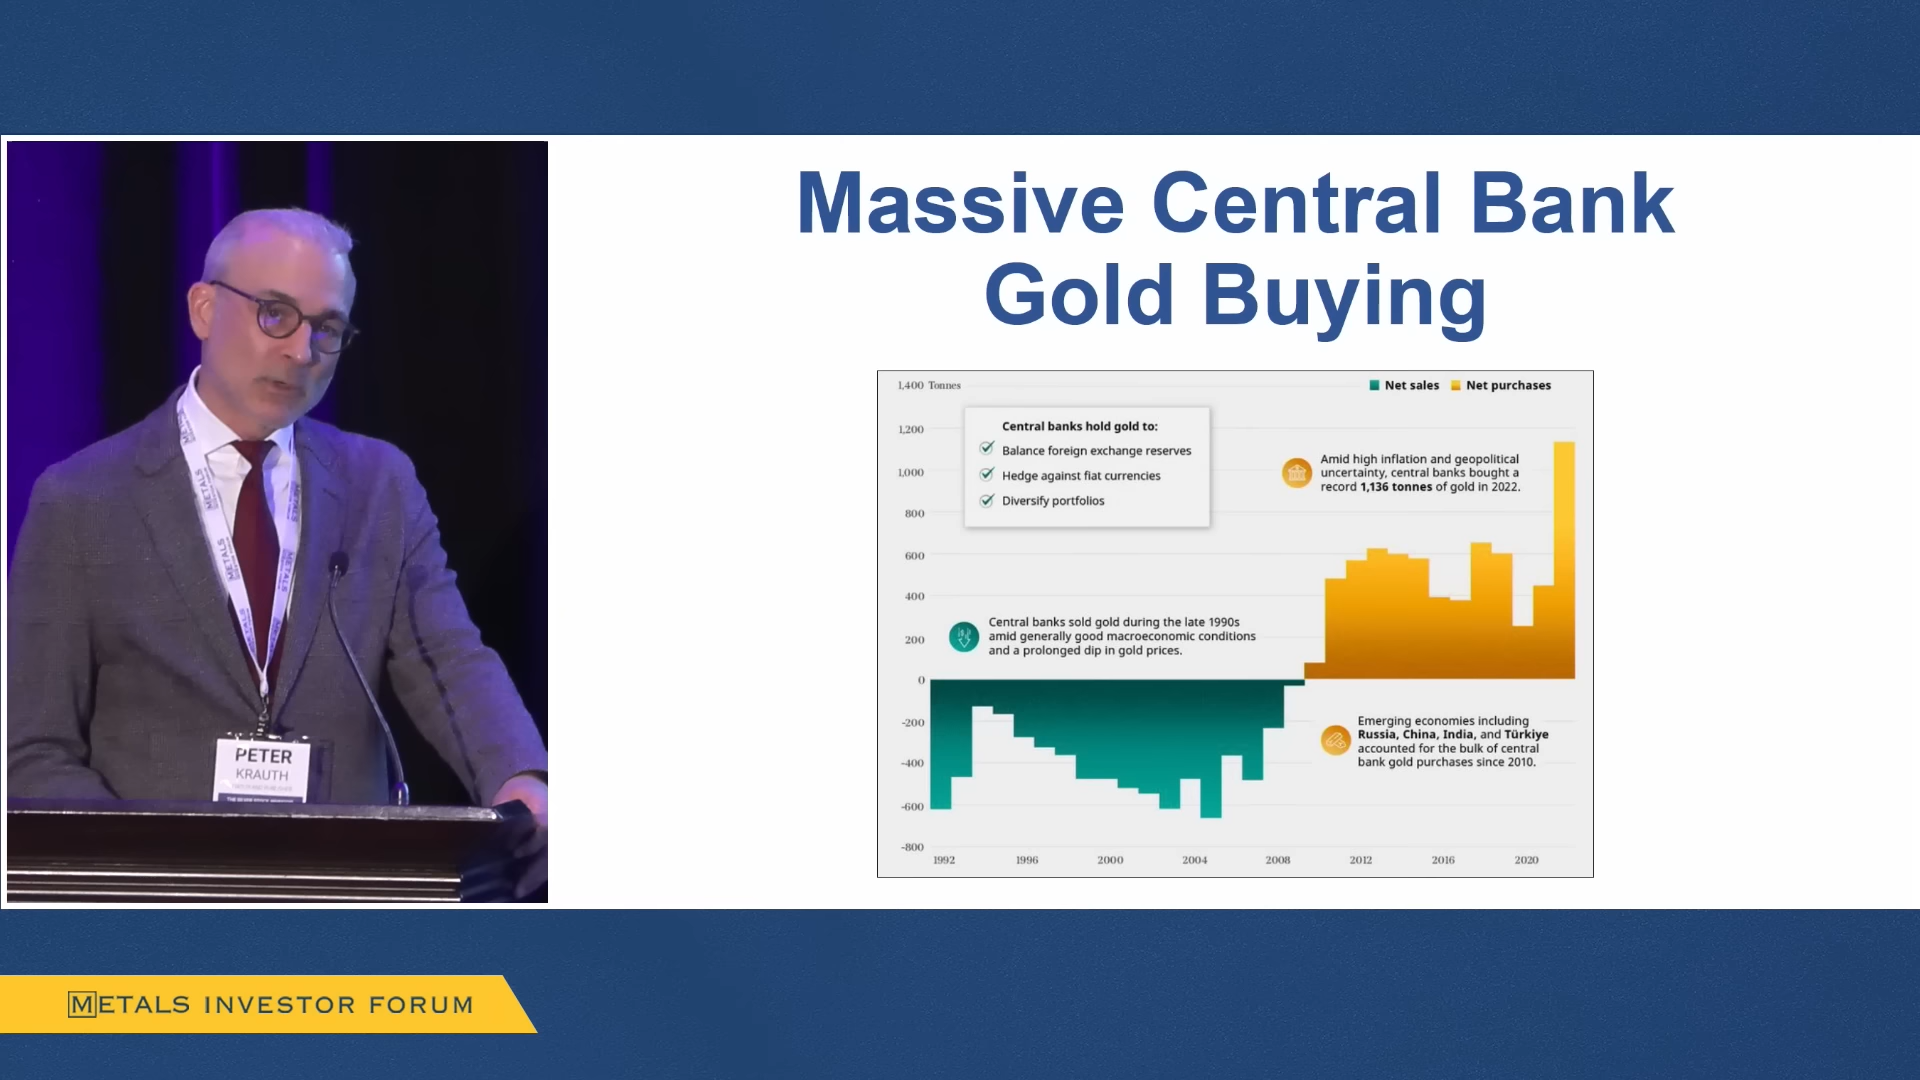 Massive Central Bank
Gold Buying
1,400 Tonnes
Net sales
Net purchases
1,200
1,000
800
600
400
200
0
-200
-400
-600
-800
Central banks hold gold to:
Balance foreign exchange reserves
Hedge against fiat currencies
Diversify portfolios
Amid high inflation and geopolitical
uncertainty, central banks bought a
record 1,136 tonnes of gold in 2022.
Central banks sold gold during the late 1990s
amid generally good macroeconomic conditions
and a prolonged dip in gold prices.
Emerging economies including
Russia, China, India, and Türkiye
accounted for the bulk of central
bank gold purchases since 2010.
1992
1996
2000
2004
2008
2012
2016
2020
METALS
METALS
METALS
METALS
PETER
KRAUTH
METALS INVESTOR FORUM